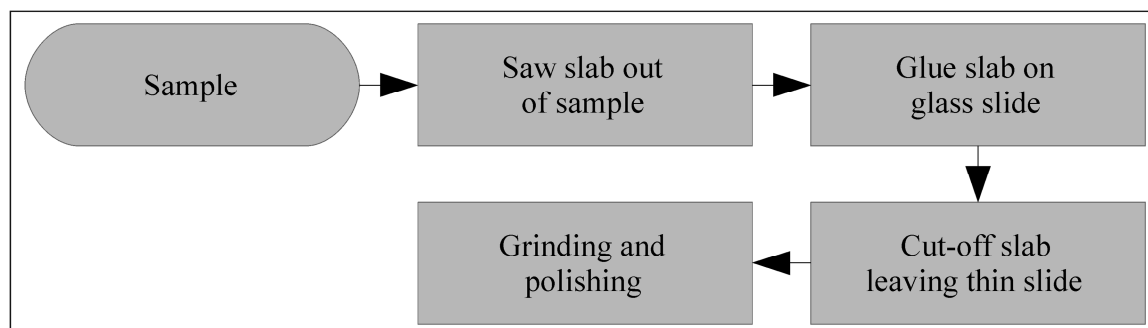 Sample
Saw slab out
of sample
Glue slab on
glass slide
Cut-off slab
leaving thin slide
Grinding and
polishing